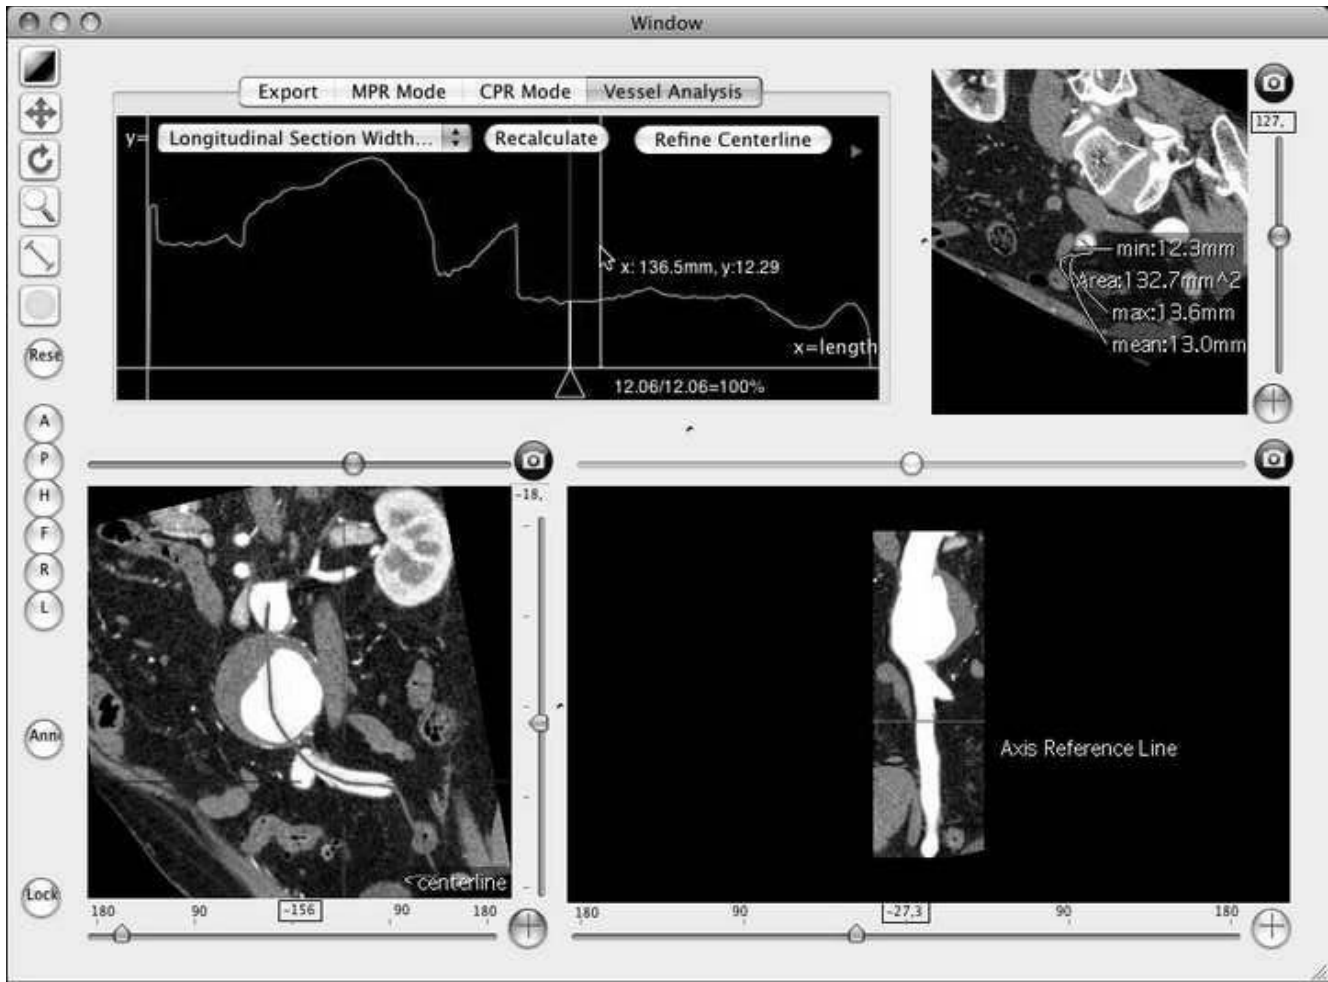 Window
Export MPR Mode CPR Mode Vessel Analysis
y= Longitudinal Section Width... Recalculate Refine Centerline
x: 136.5mm, y:12.29
x=length
12.06/12.06=100%
127,
min:12.3mm
Area:132.7mm^2
max:13.6mm
mean:13.0mm
Rese
A
P
H
F
R
L
Ann
Lock
-18,
centerline
180 90 -156 90 180
Axis Reference Line
180 90 -27,3 90 180